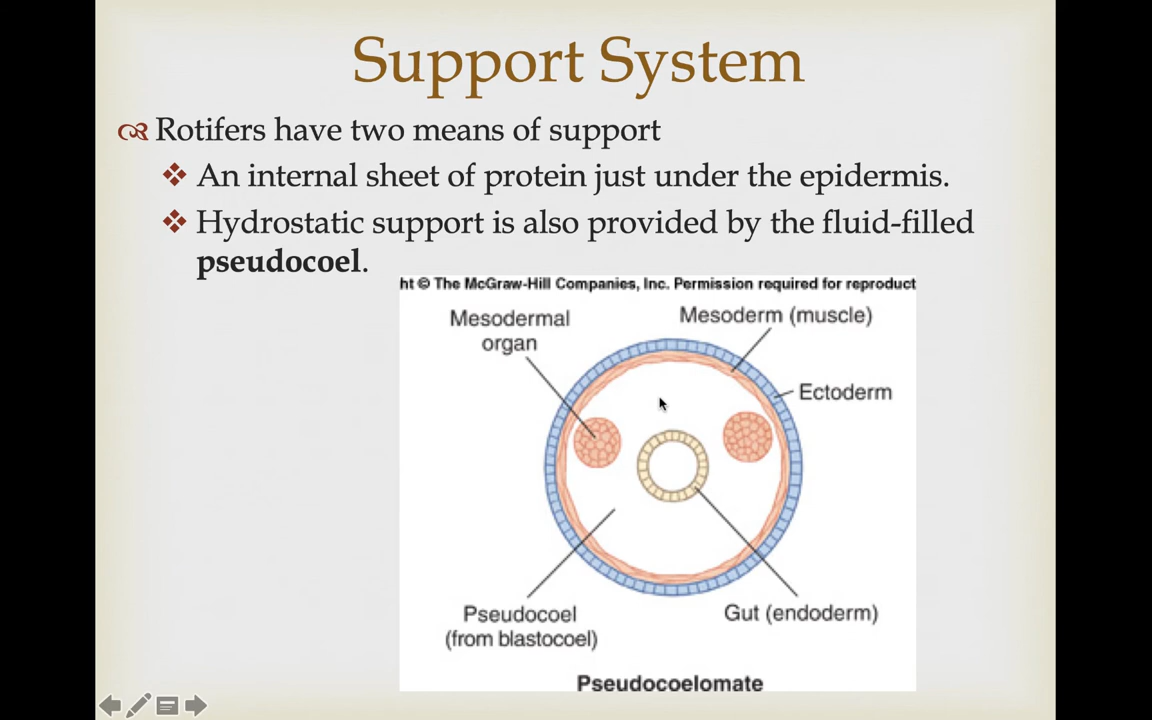 Support System
Rotifers have two means of support
An internal sheet of protein just under the epidermis.
Hydrostatic support is also provided by the fluid-filled
pseudocoel.
ht © The McGraw-Hill Companies, Inc. Permission required for reproduct
Mesodermal
organ
Mesoderm (muscle)
Ectoderm
Pseudocoel
(from blastocoel)
Gut (endoderm)
Pseudocoelomate